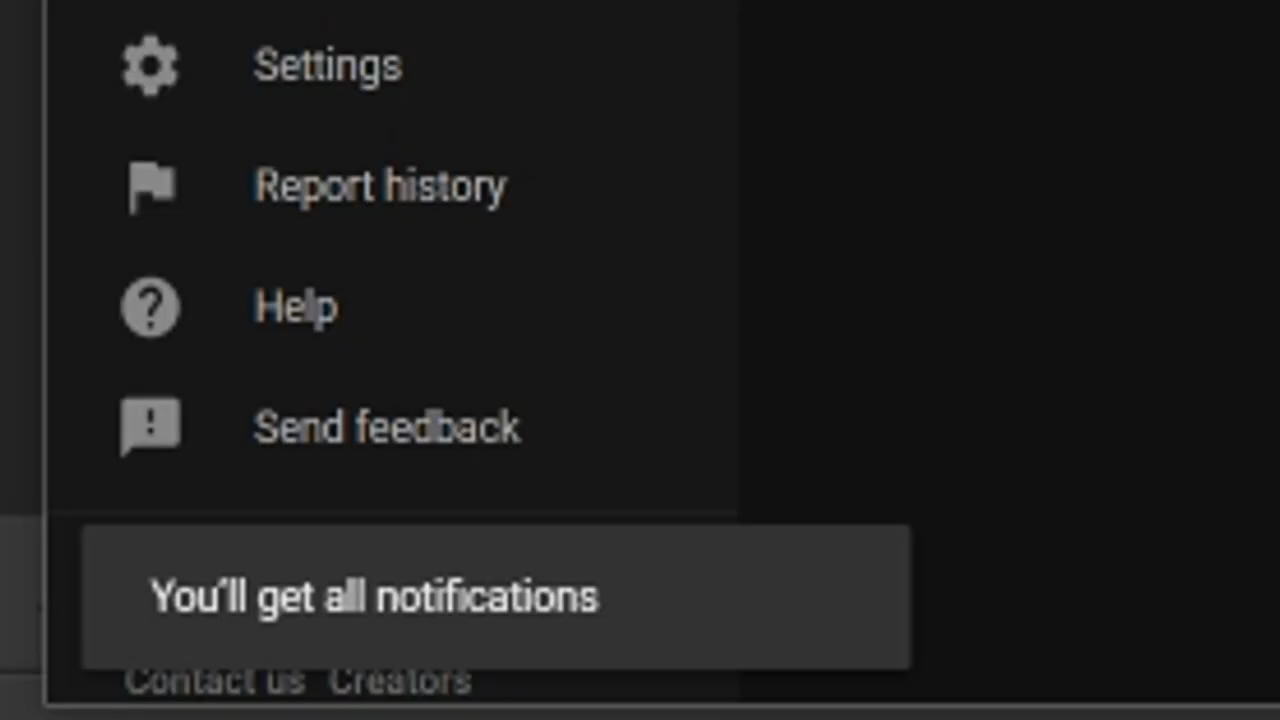 Settings
Report history
Help
Send feedback
You'll get all notifications
Contact us Creators